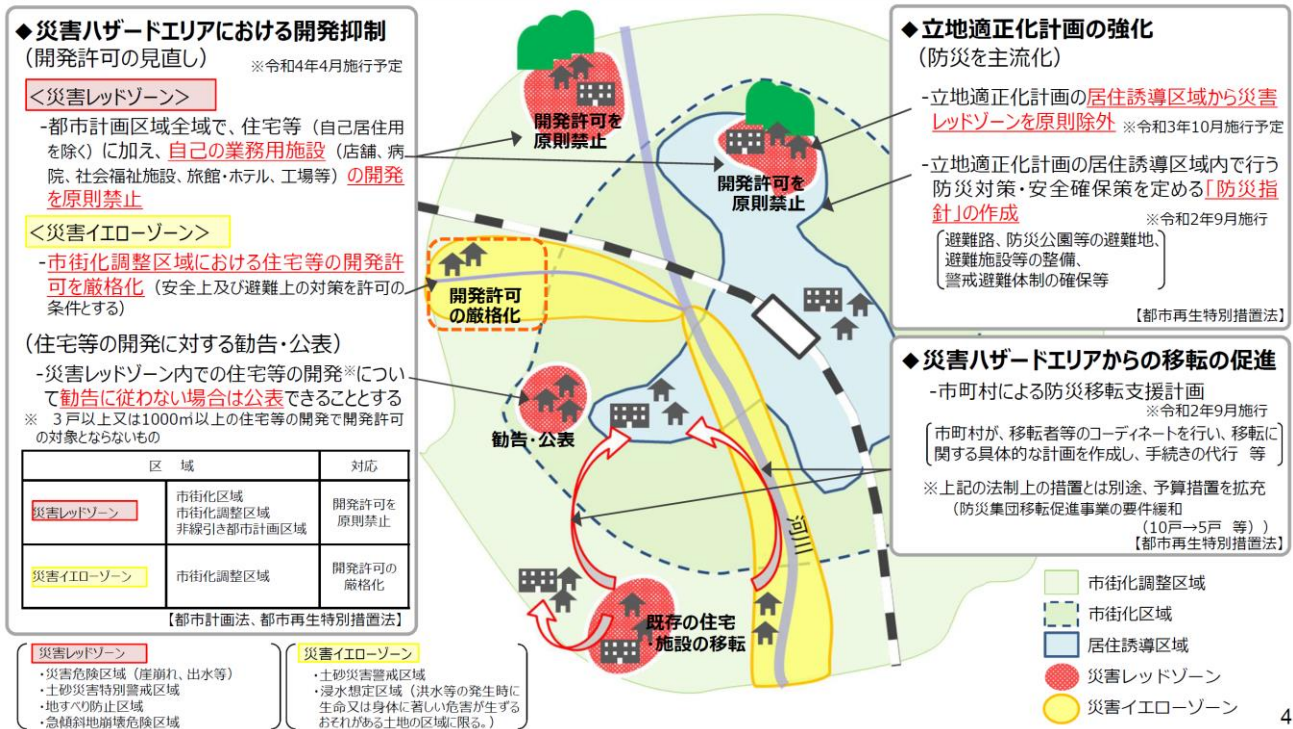 ◆災害ハザードエリアにおける開発抑制
(開発許可の見直し) ※令和4年4月施行予定
<災害レッドゾーン>
-都市計画区域全域で、住宅等（自己居住用
を除く）に加え、自己の業務用施設（店舗、病
院、社会福祉施設、旅館・ホテル、工場等）の開発
を原則禁止
<災害イエローゾーン>
-市街化調整区域における住宅等の開発許
可を厳格化（安全上及び避難上の対策を許可の
条件とする）
(住宅等の開発に対する勧告・公表)
-災害レッドゾーン内での住宅等の開発※につい
て勧告に従わない場合は公表できることとする
※ 3戸以上又は1000㎡以上の住宅等の開発で開発許可
の対象とならないもの
区 域 対応
災害レッドゾーン
市街化区域
市街化調整区域
非線引き都市計画区域
開発許可を
原則禁止
災害イエローゾーン
市街化調整区域
開発許可の
厳格化
【都市計画法、都市再生特別措置法】
災害レッドゾーン
・災害危険区域（崖崩れ、出水等）
・土砂災害特別警戒区域
・地すべり防止区域
・急傾斜地崩壊危険区域
災害イエローゾーン
・土砂災害警戒区域
・浸水想定区域（洪水等の発生時に
生命又は身体に著しい危害が生ずる
おそれがある土地の区域に限る。）
開発許可を
原則禁止
開発許可を
原則禁止
開発許可
の厳格化
勧告・公表
河川
既存の住宅
・施設の移転
◆立地適正化計画の強化
(防災を主流化)
-立地適正化計画の居住誘導区域から災害
レッドゾーンを原則除外 ※令和3年10月施行予定
-立地適正化計画の居住誘導区域内で行う
防災対策・安全確保策を定める「防災指
針」の作成 ※令和2年9月施行
避難路、防災公園等の避難地、
避難施設等の整備、
警戒避難体制の確保等
【都市再生特別措置法】
◆災害ハザードエリアからの移転の促進
-市町村による防災移転支援計画
※令和2年9月施行
市町村が、移転者等のコーディネートを行い、移転に
関する具体的な計画を作成し、手続きの代行 等
※上記の法制上の措置とは別途、予算措置を拡充
（防災集団移転促進事業の要件緩和
（10戸→5戸 等））
【都市再生特別措置法】
市街化調整区域
市街化区域
居住誘導区域
災害レッドゾーン
災害イエローゾーン
4